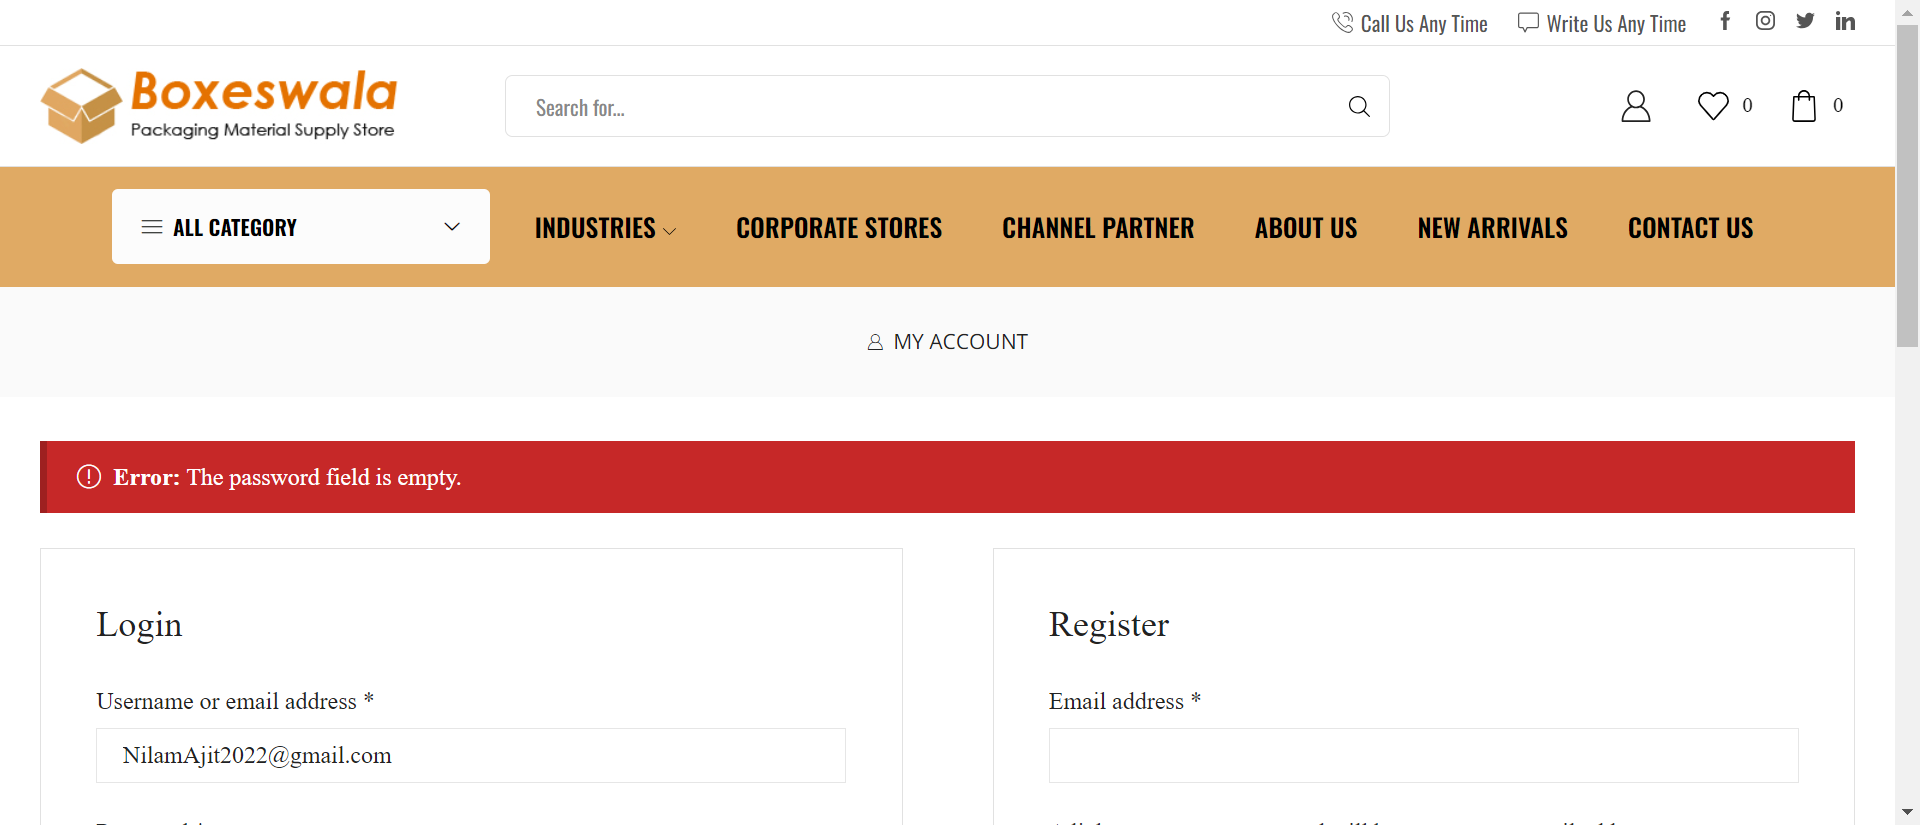 Call Us Any Time Write Us Any Time
Boxeswala
Packaging Material Supply Store
Search for...
0 0
ALL CATEGORY INDUSTRIES CORPORATE STORES CHANNEL PARTNER ABOUT US NEW ARRIVALS CONTACT US
MY ACCOUNT
Error: The password field is empty.
Login
Username or email address *
NilamAjit2022@gmail.com
Register
Email address *